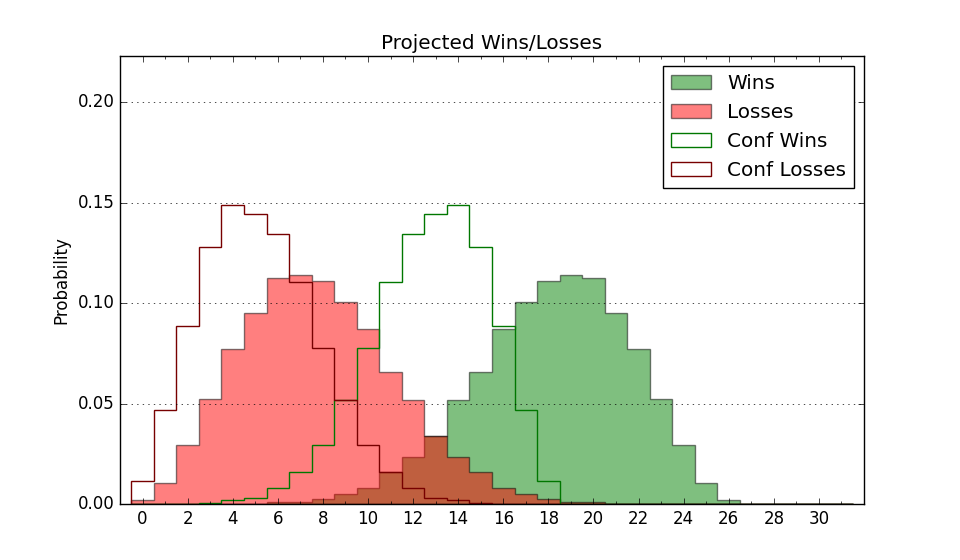 Projected Wins/Losses
Wins
Losses
Conf Wins
Conf Losses
Probability
0.20
0.15
0.10
0.05
0.00
0 2 4 6 8 10 12 14 16 18 20 22 24 26 28 30